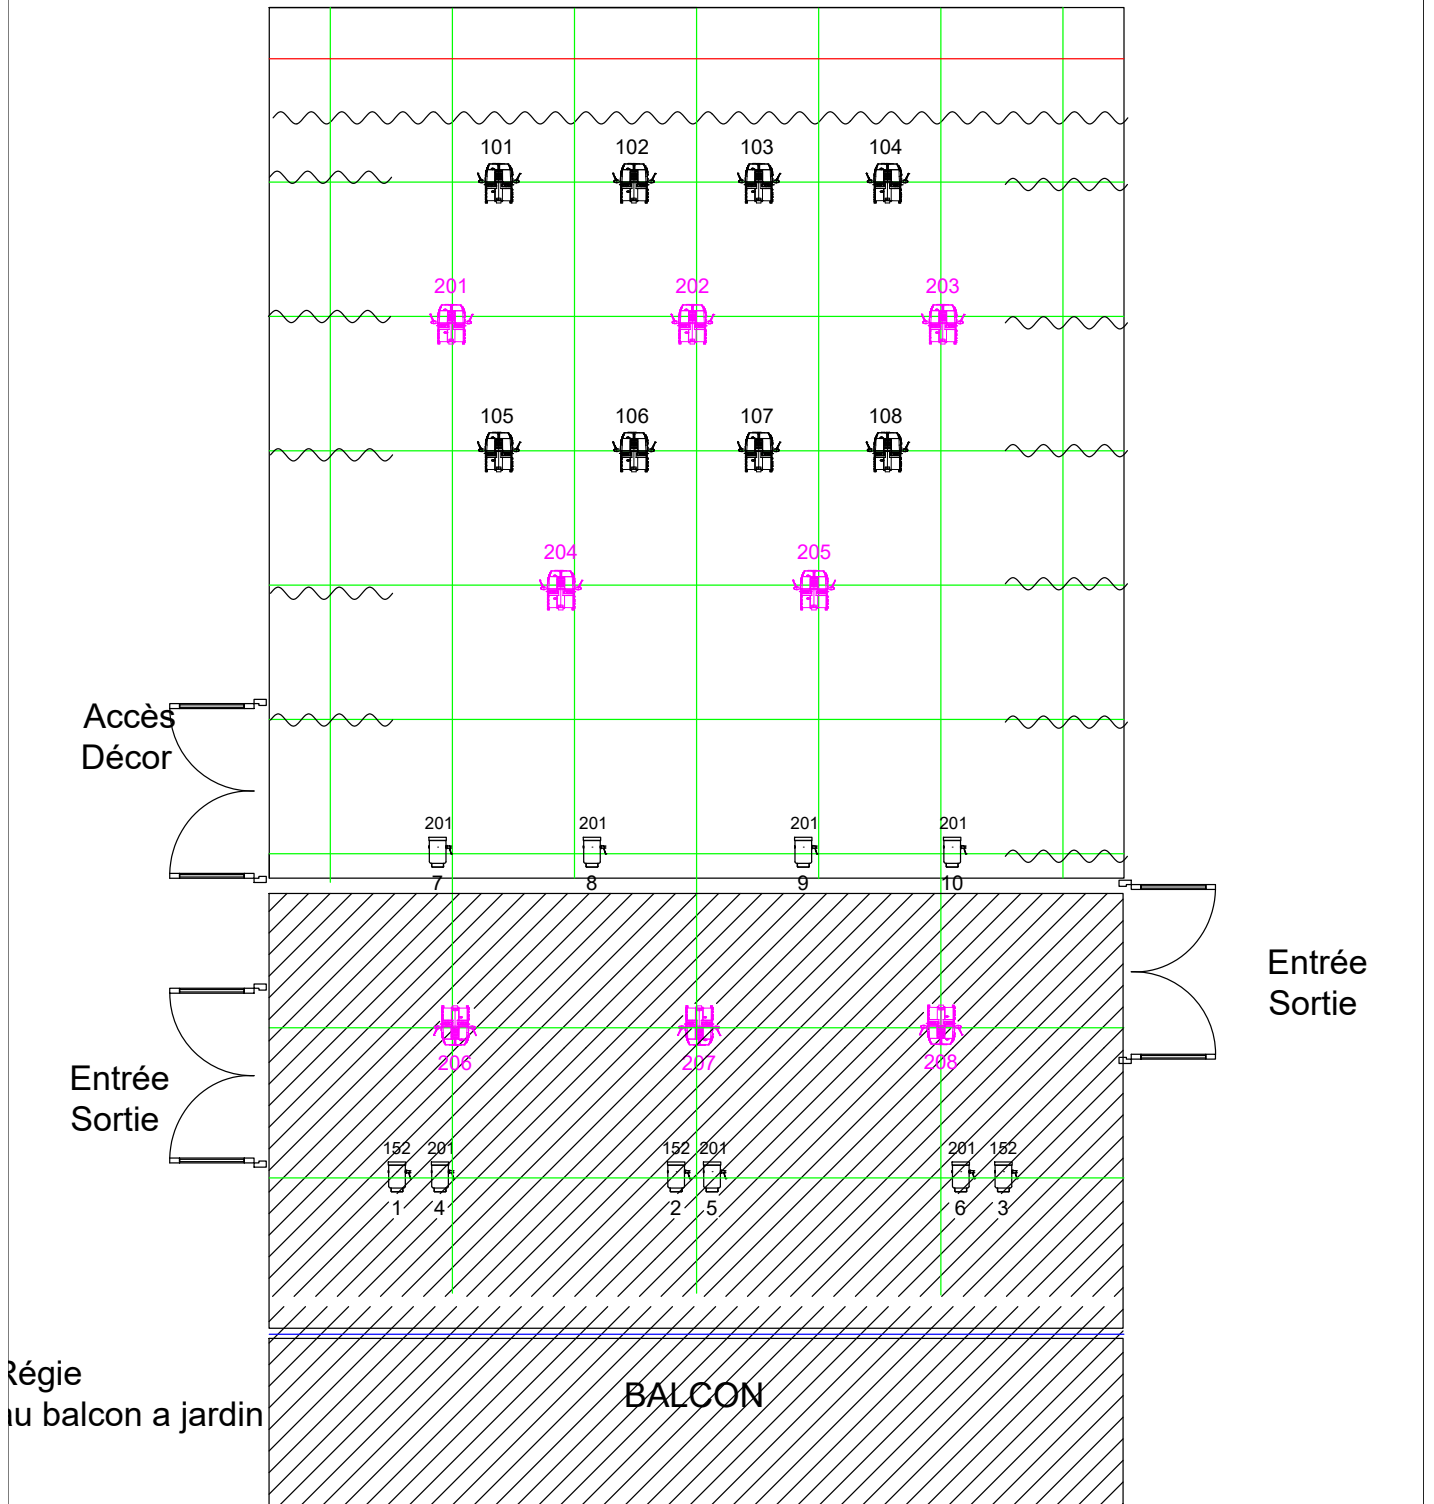 101 102 103 104
201 202 203
105 106 107 108
204 205
Accès
Décor
201 201 201 201
7 8 9 10
Entrée
Sortie
206 207 208
Entrée
Sortie
152 201 152 201 201 152
1 4 2 5 6 3
Régie
au balcon a jardin
BALCON